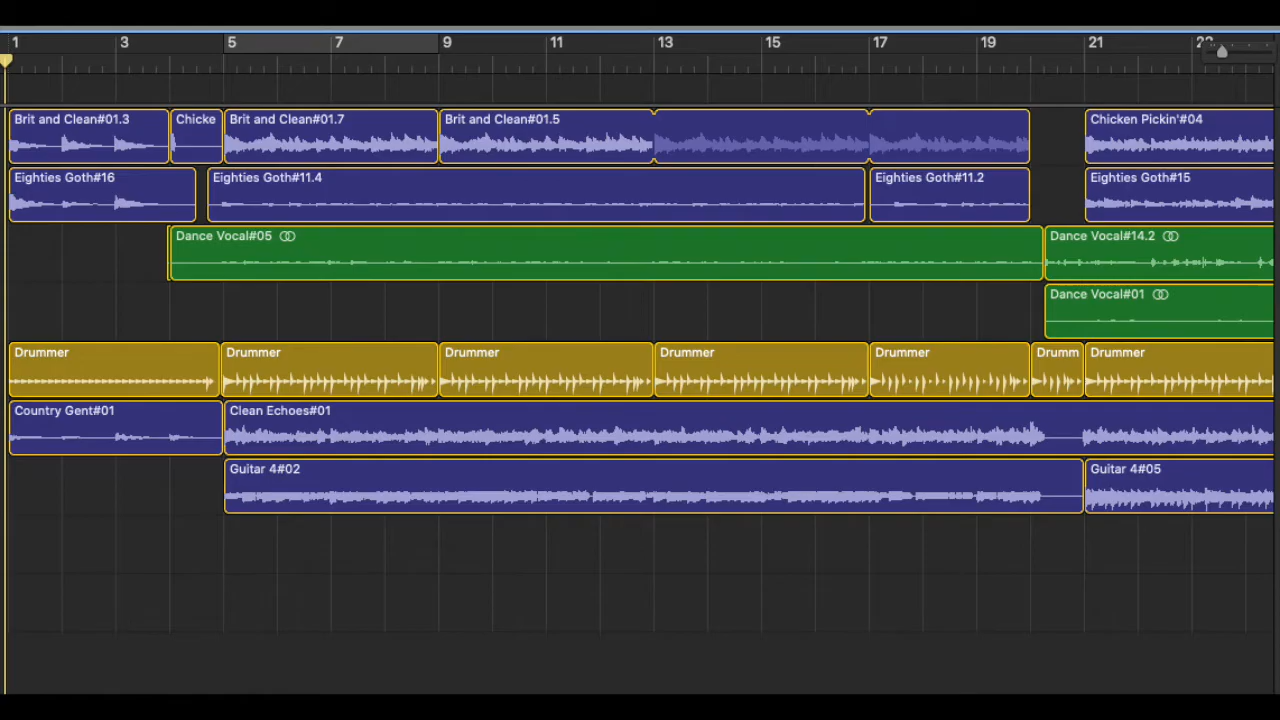 1 3 5 7 9 11 13 15 17 19 21
Brit and Clean#01.3 Chicke Brit and Clean#01.7 Brit and Clean#01.5 Chicken Pickin'#04
Eighties Goth#16 Eighties Goth#11.4 Eighties Goth#11.2 Eighties Goth#15
Dance Vocal#05 Dance Vocal#14.2
Dance Vocal#01
Drummer Drummer Drummer Drummer Drummer Drumm Drummer
Country Gent#01 Clean Echoes#01
Guitar 4#02 Guitar 4#05